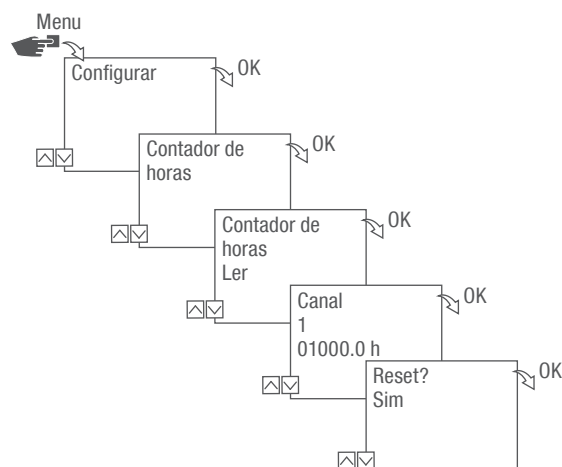 Menu
Configurar
OK
Contador de
horas
OK
Contador de
horas
Ler
OK
Canal
1
01000.0 h
OK
Reset?
Sim
OK